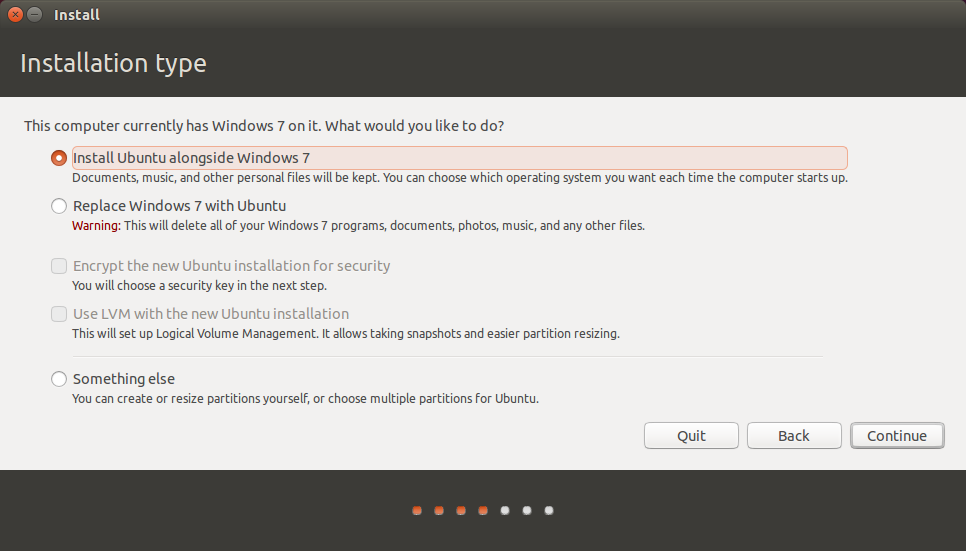 Install
Installation type
This computer currently has Windows 7 on it. What would you like to do?
Install Ubuntu alongside Windows 7
Documents, music, and other personal files will be kept. You can choose which operating system you want each time the computer starts up.
Replace Windows 7 with Ubuntu
Warning: This will delete all of your Windows 7 programs, documents, photos, music, and any other files.
Encrypt the new Ubuntu installation for security
You will choose a security key in the next step.
Use LVM with the new Ubuntu installation
This will set up Logical Volume Management. It allows taking snapshots and easier partition resizing.
Something else
You can create or resize partitions yourself, or choose multiple partitions for Ubuntu.
Quit Back Continue